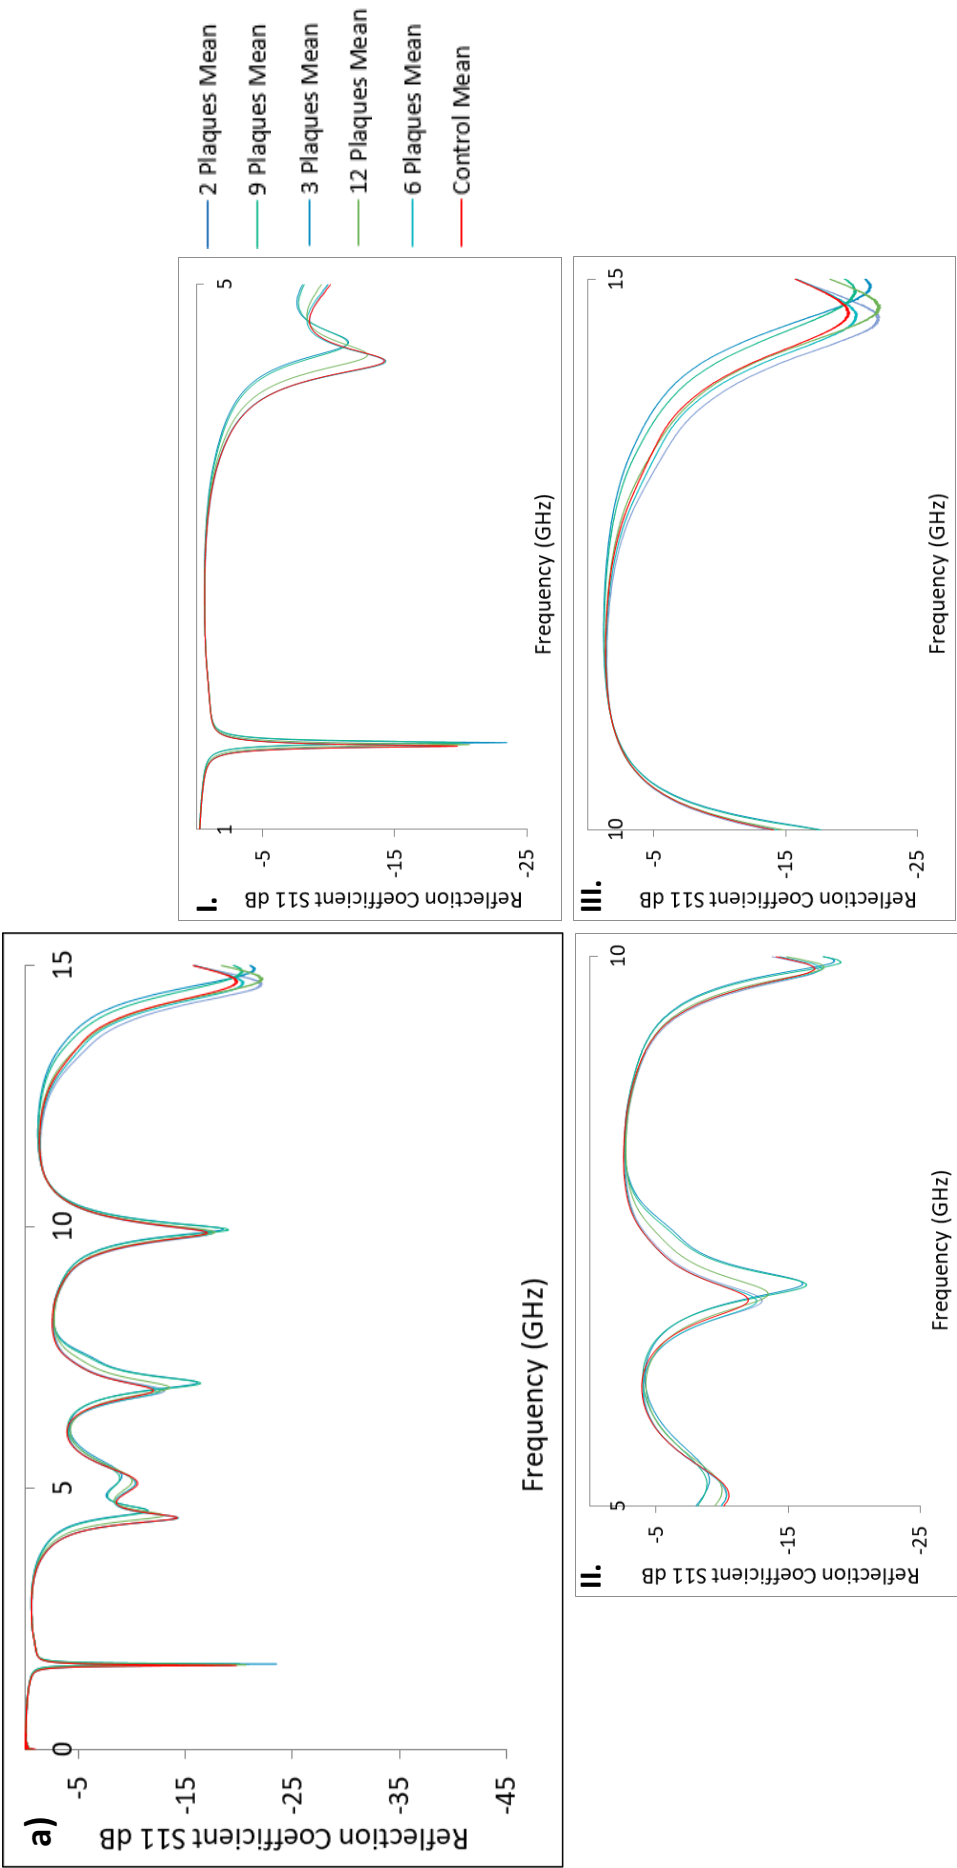 a)
Reflection Coefficient S11 dB
-5
-15
-25
-35
-45
0
5
10
15
Frequency (GHz)
I.
Reflection Coefficient S11 dB
-5
-15
-25
1
5
Frequency (GHz)
2 Plaques Mean
9 Plaques Mean
3 Plaques Mean
12 Plaques Mean
6 Plaques Mean
Control Mean
II.
Reflection Coefficient S11 dB
-5
-15
-25
5
10
Frequency (GHz)
III.
Reflection Coefficient S11 dB
-5
-15
-25
10
15
Frequency (GHz)